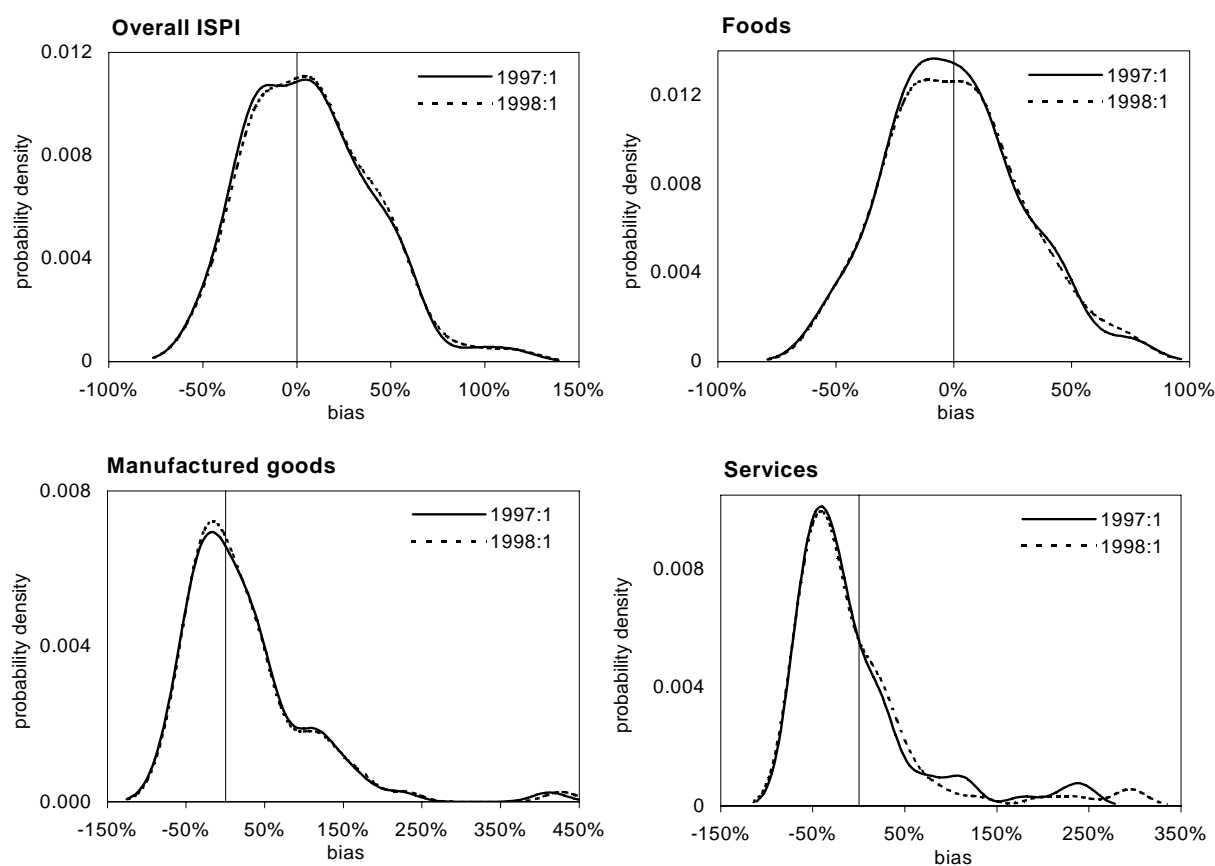 Overall ISPI
0.012
0.008
0.004
0
probability density
1997:1
1998:1
-100% -50% 0% 50% 100% 150%
bias
Foods
0.012
0.008
0.004
0
probability density
1997:1
1998:1
-100% -50% 0% 50% 100%
bias
Manufactured goods
0.008
0.004
0.000
probability density
1997:1
1998:1
-150% -50% 50% 150% 250% 350% 450%
bias
Services
0.008
0.004
0
probability density
1997:1
1998:1
-150% -50% 50% 150% 250% 350%
bias